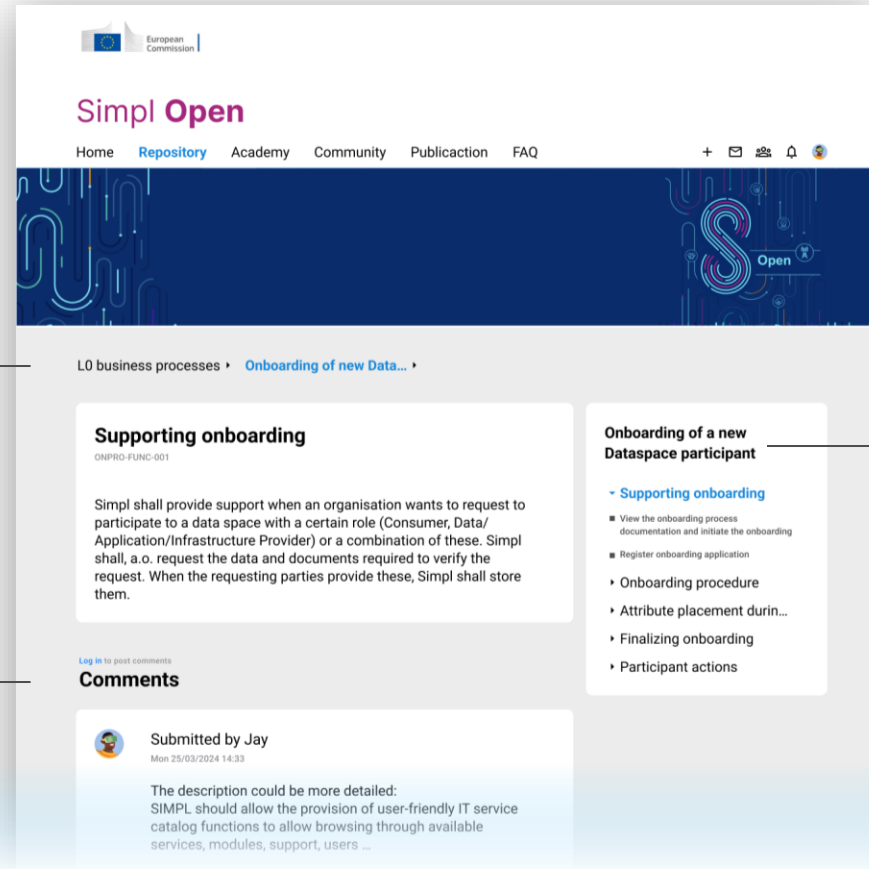 European
Commission
Simpl Open
Home Repository Academy Community Publicaction FAQ
Open
L0 business processes Onboarding of new Data...
Supporting onboarding
ONPRO-FUNC-001
Simpl shall provide support when an organisation wants to request to
participate to a data space with a certain role (Consumer, Data/
Application/Infrastructure Provider) or a combination of these. Simpl
shall, a.o. request the data and documents required to verify the
request. When the requesting parties provide these, Simpl shall store
them.
Onboarding of a new
Dataspace participant
Supporting onboarding
View the onboarding process
documentation and initiate the onboarding
Register onboarding application
Onboarding procedure
Attribute placement durin...
Finalizing onboarding
Participant actions
Log in to post comments
Comments
Submitted by Jay
Mon 25/03/2024 14:33
The description could be more detailed:
SIMPL should allow the provision of user-friendly IT service
catalog functions to allow browsing through available
services, modules, support, users ...